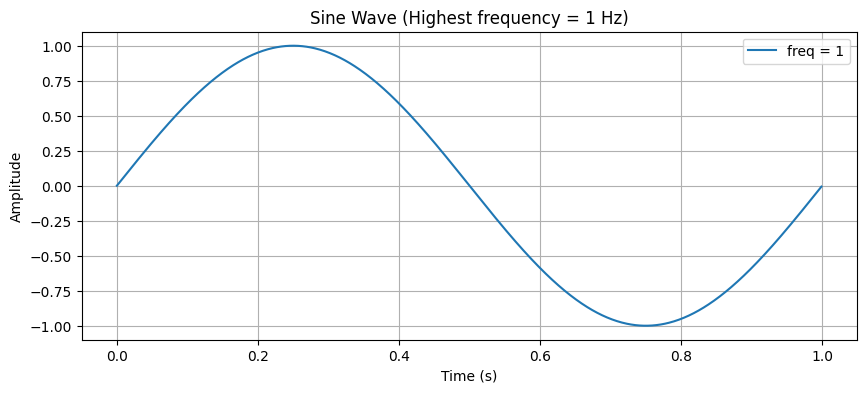 Sine Wave (Highest frequency = 1 Hz)
freq = 1
1.00
0.75
0.50
0.25
0.00
−0.25
−0.50
−0.75
−1.00
Amplitude
0.0 0.2 0.4 0.6 0.8 1.0
Time (s)